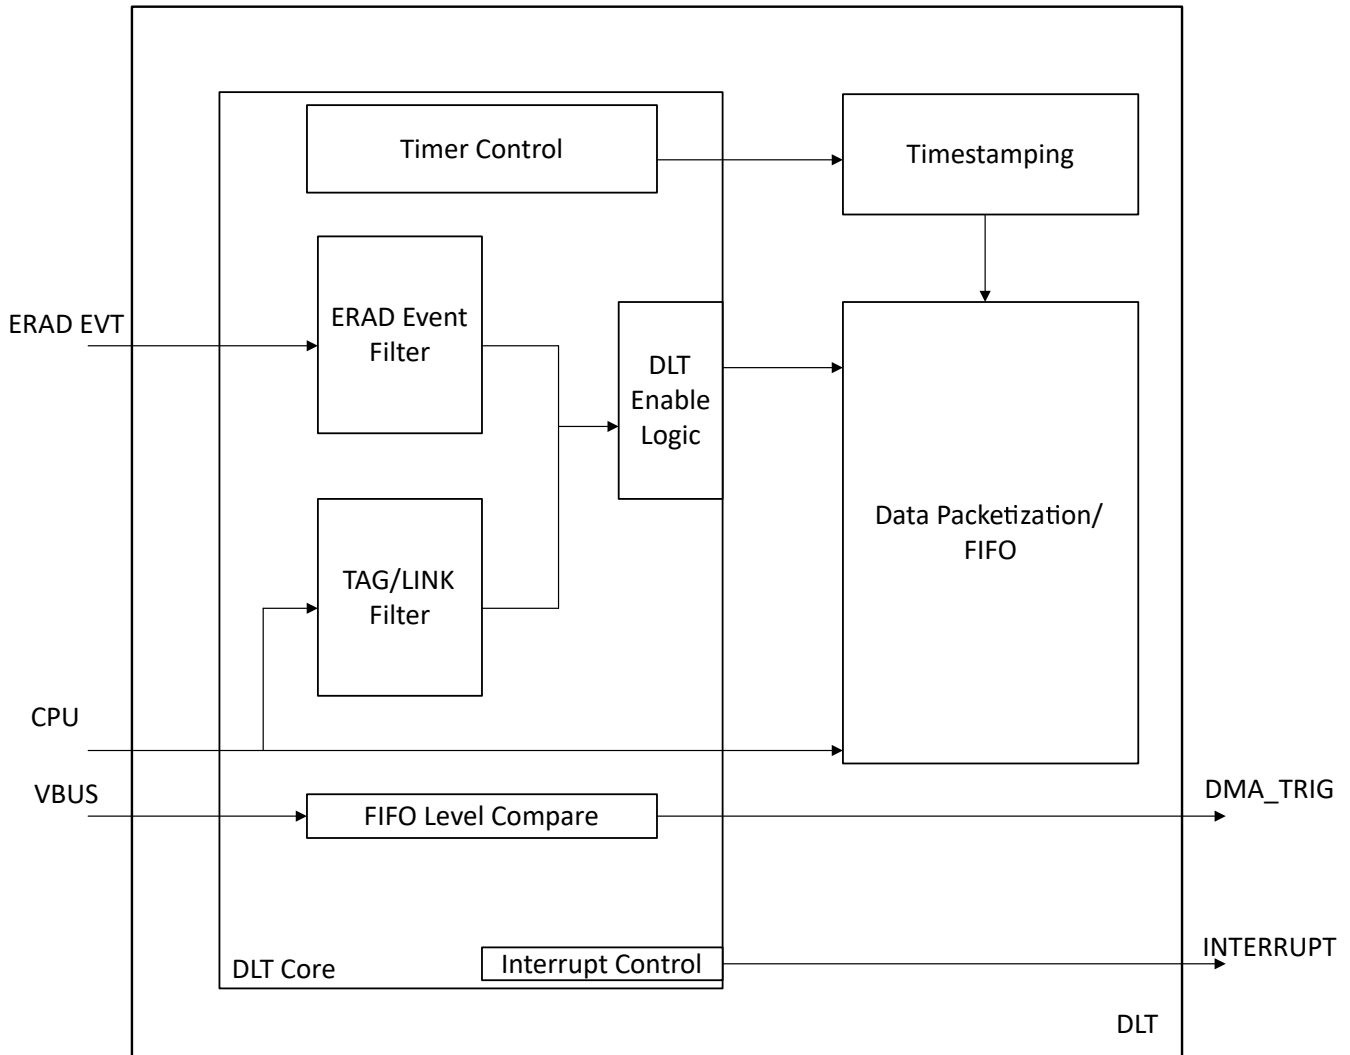 Timer Control
Timestamping
ERAD EVT
ERAD Event
Filter
DLT
Enable
Logic
Data Packetization/
FIFO
TAG/LINK
Filter
CPU
VBUS
FIFO Level Compare
DMA_TRIG
INTERRUPT
DLT Core
Interrupt Control
DLT